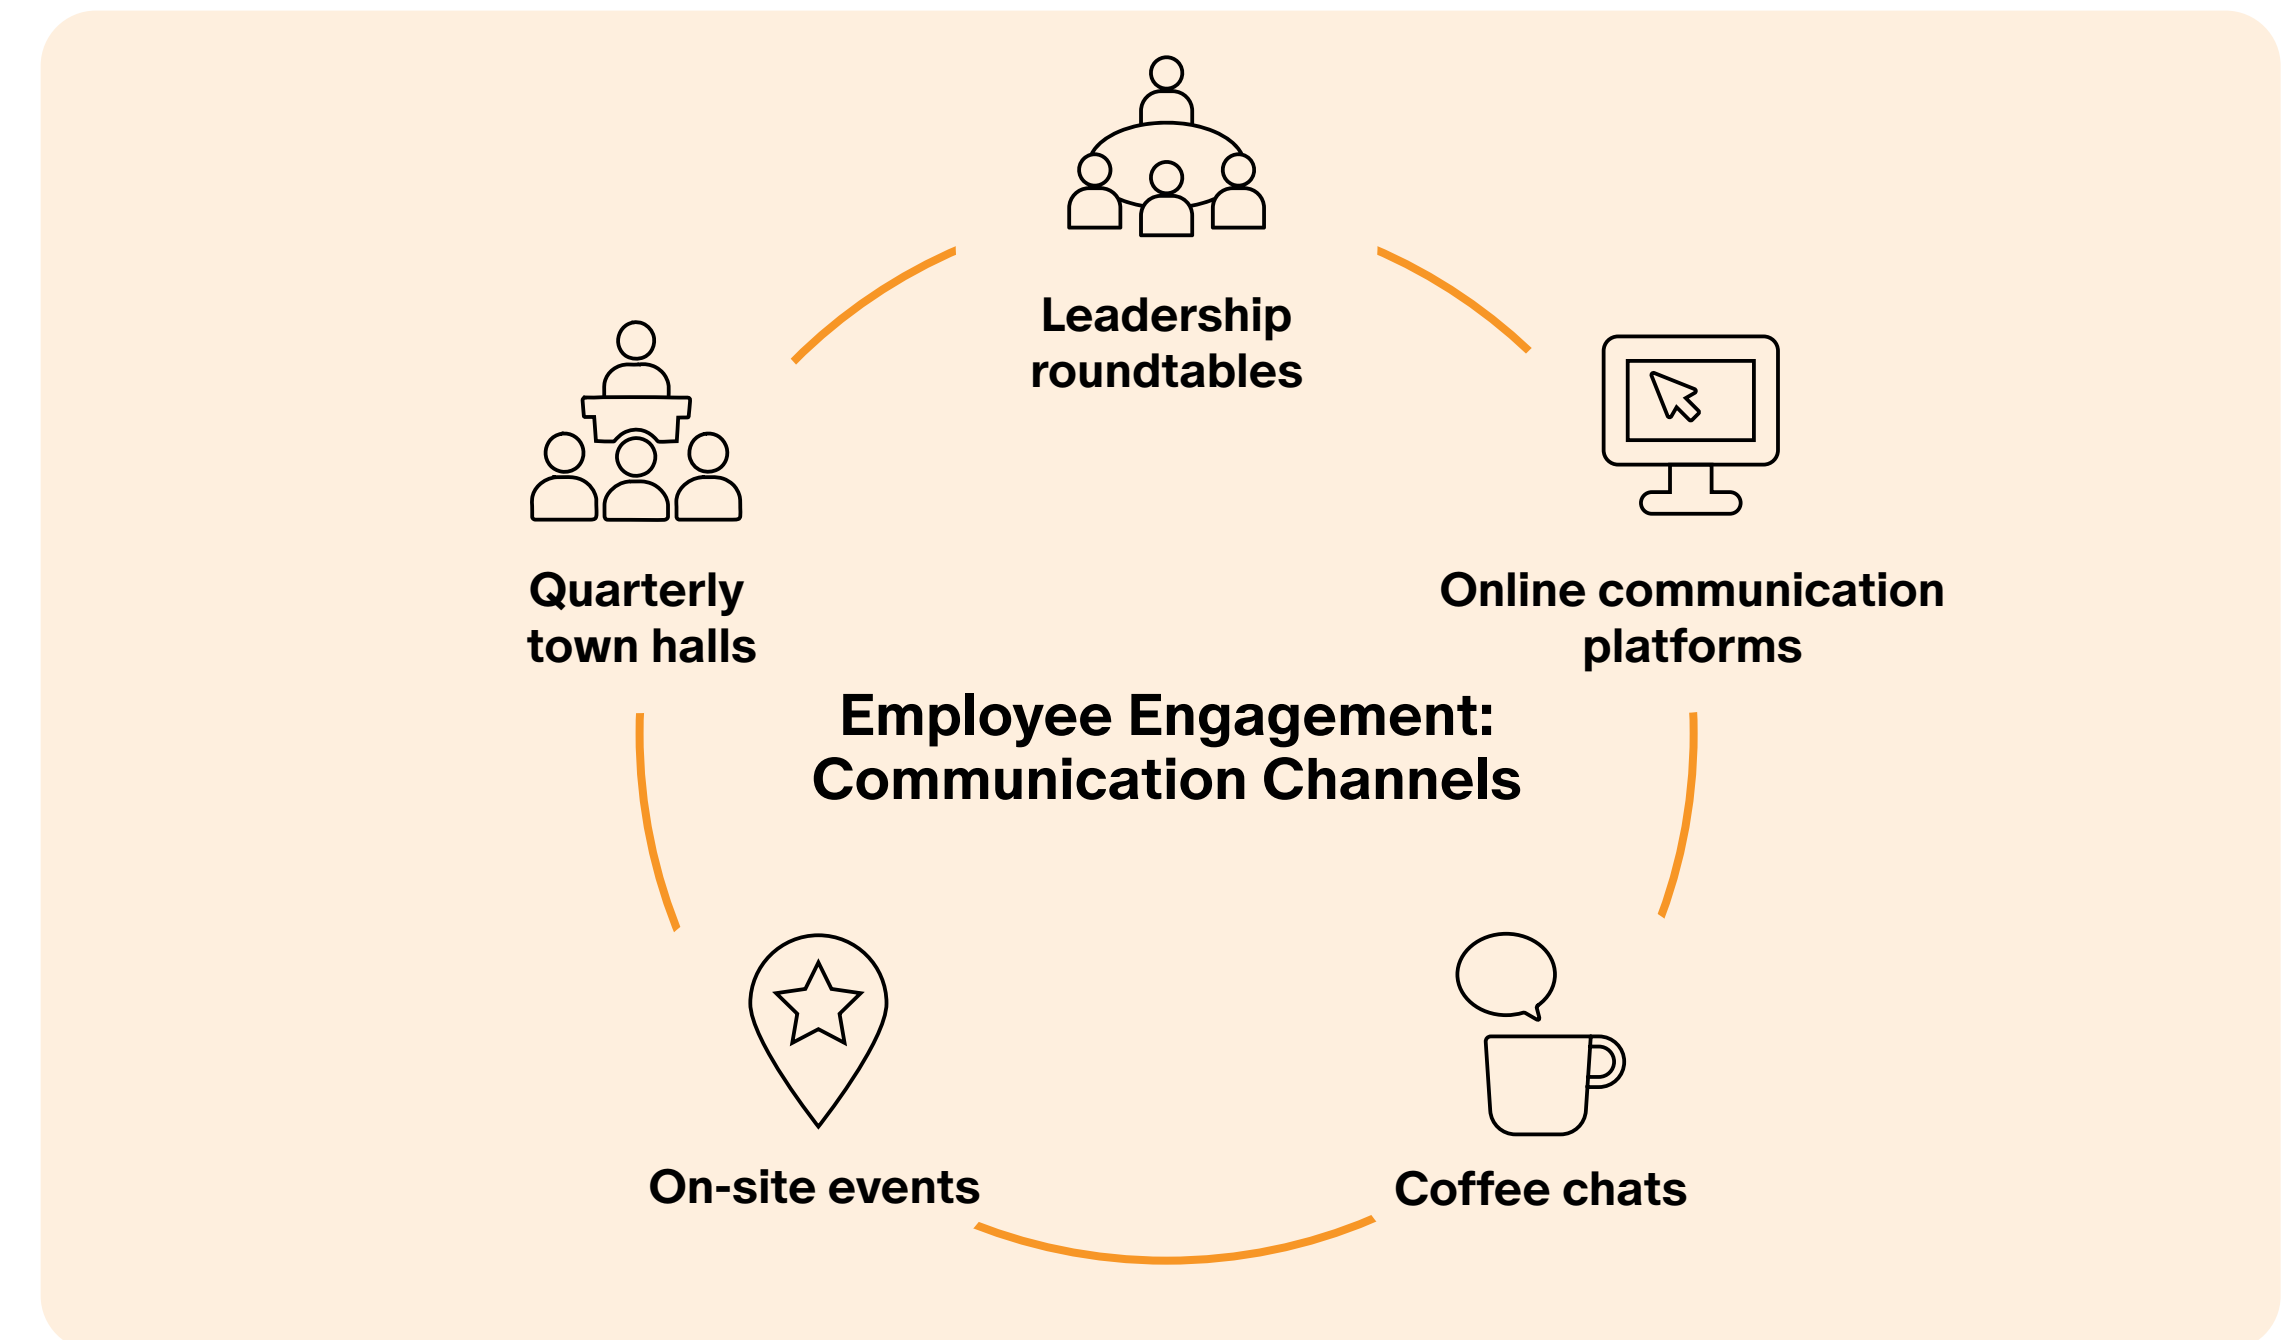 Leadership
roundtables
Quarterly
town halls
Online communication
platforms
Employee Engagement:
Communication Channels
On-site events
Coffee chats